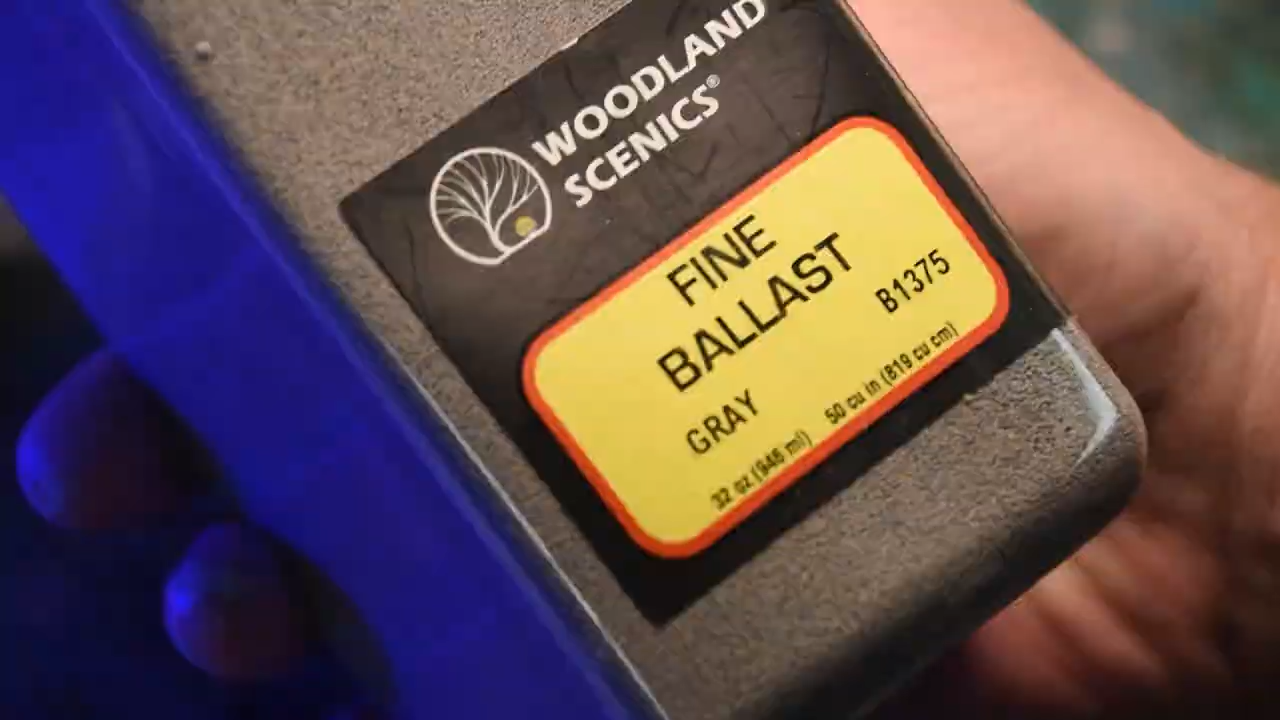 WOODLAND
SCENICS®
FINE
BALLAST
GRAY
B1375
32 oz (946 ml)
50 cu in (819 cu cm)